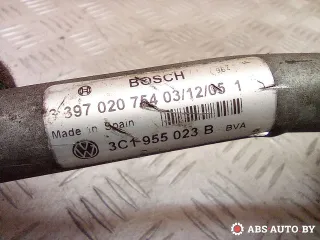 BOSCH
3 397 020 754 03/12/05 1
Made in Spain
3C1 955 023 B BVA
ABS AUTO BY